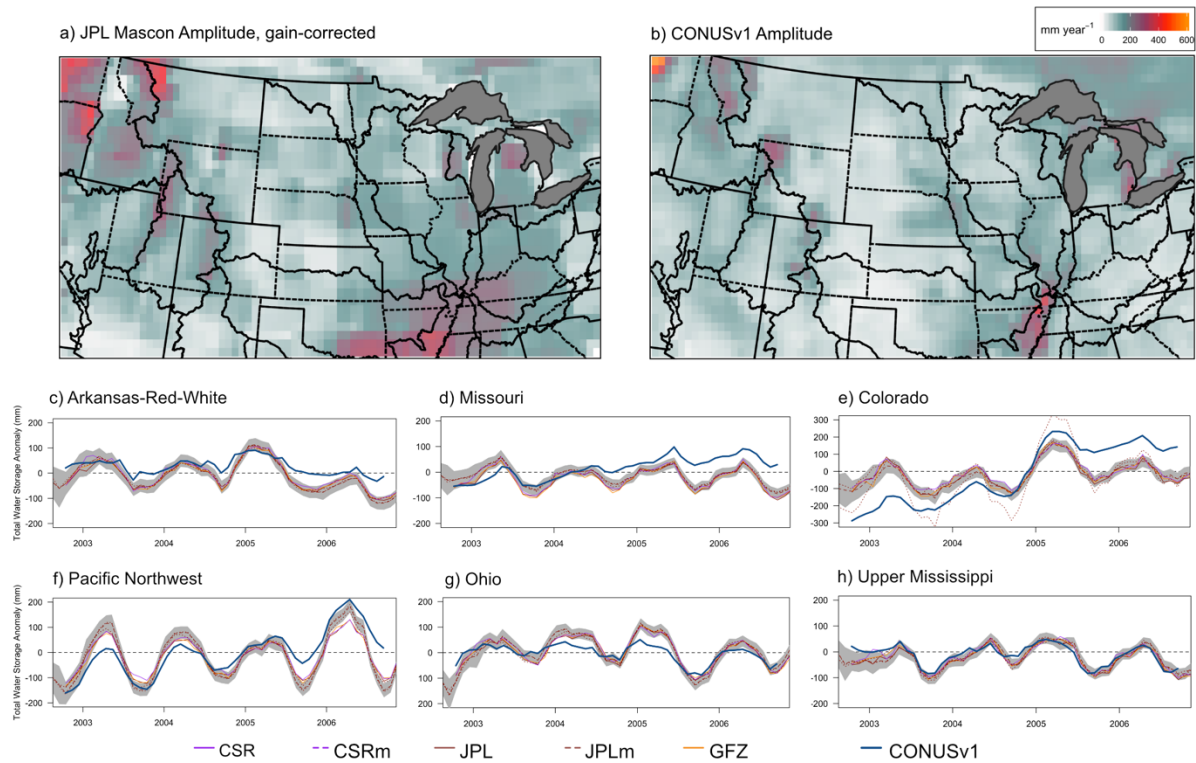 a) JPL Mascon Amplitude, gain-corrected
b) CONUSv1 Amplitude
mm year⁻¹
0 200 400 600
c) Arkansas-Red-White
d) Missouri
e) Colorado
Total Water Storage Anomaly (mm)
200
100
0
-100
-200
2003 2004 2005 2006
200
100
0
-100
-200
2003 2004 2005 2006
300
200
100
0
-100
-200
-300
2003 2004 2005 2006
f) Pacific Northwest
g) Ohio
h) Upper Mississippi
Total Water Storage Anomaly (mm)
200
100
0
-100
-200
2003 2004 2005 2006
200
100
0
100
200
2003 2004 2005 2006
200
100
0
-100
-200
2003 2004 2005 2006
CSR CSRm JPL JPLm GFZ CONUSv1